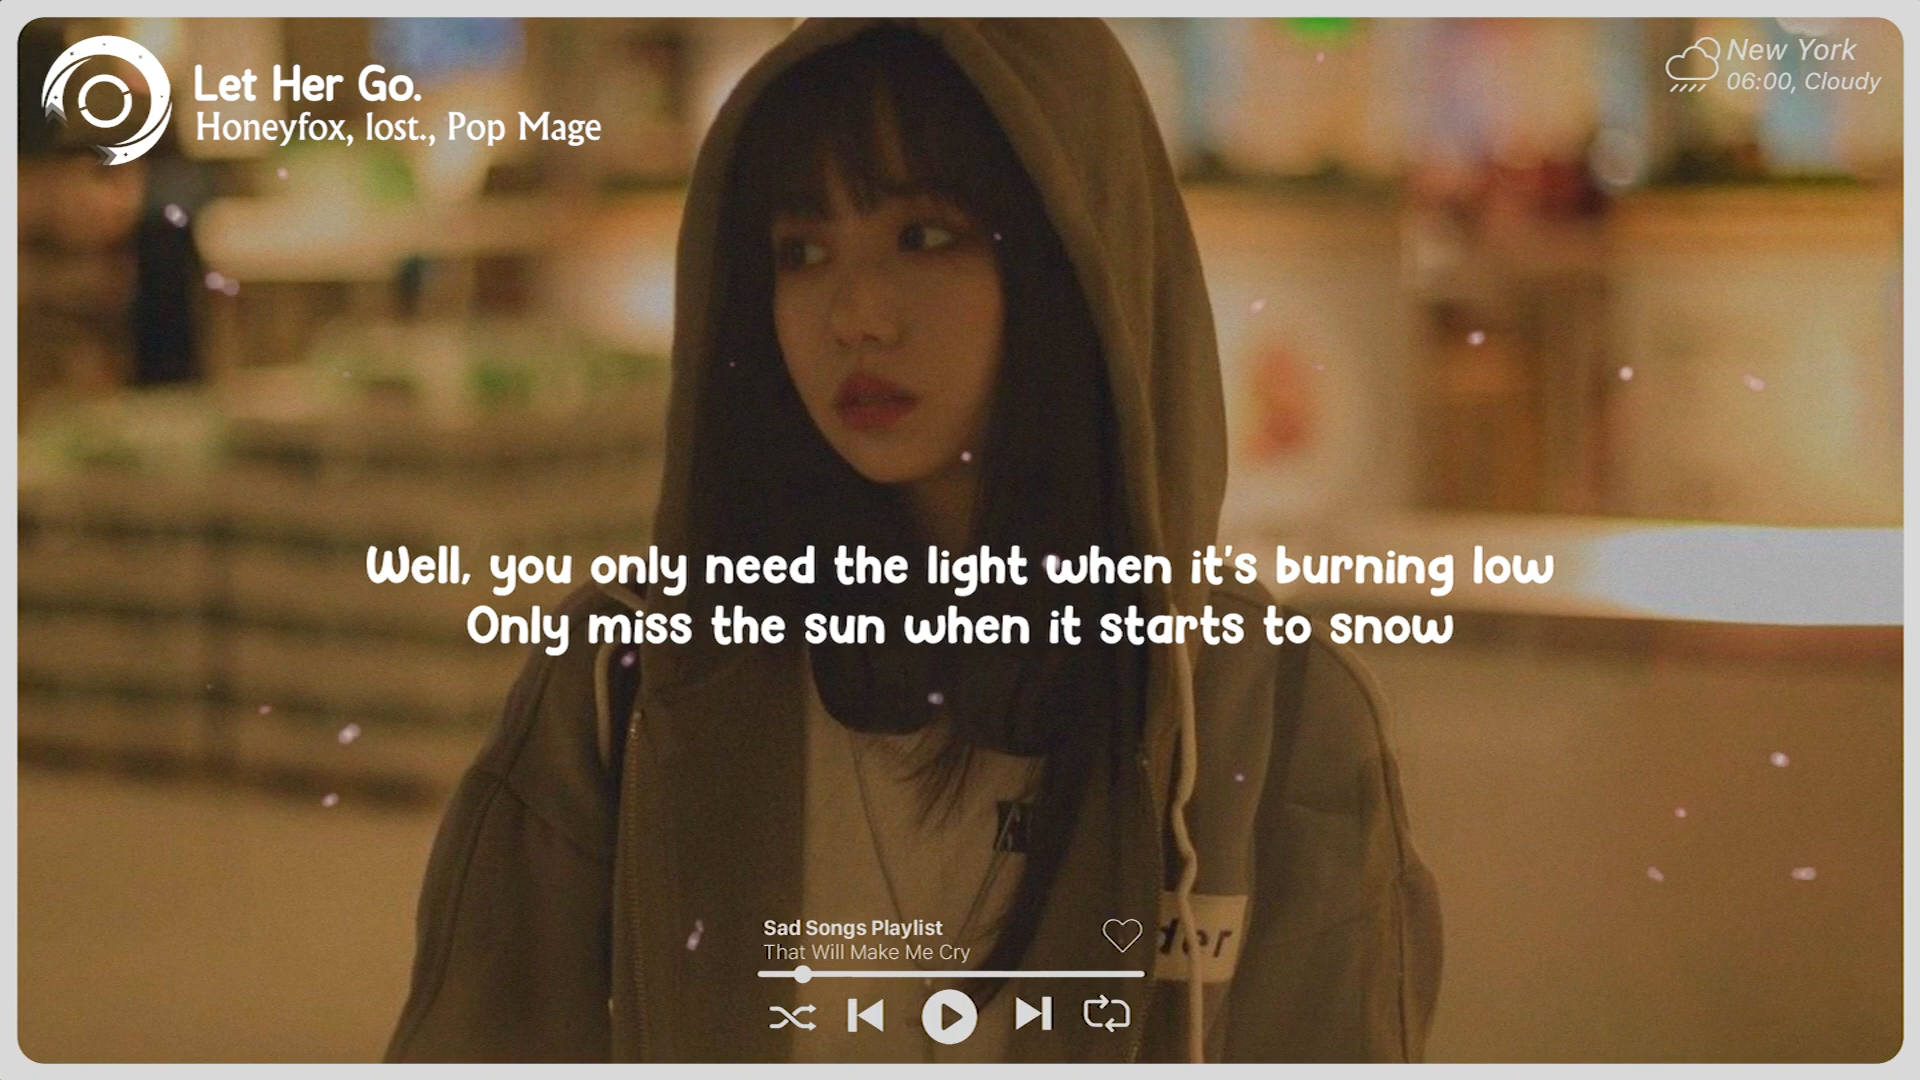 Let Her Go.
Honeyfox, lost., Pop Mage
New York
06:00, Cloudy
Well, you only need the light when it's burning low
Only miss the sun when it starts to snow
Sad Songs Playlist
That Will Make Me Cry
der